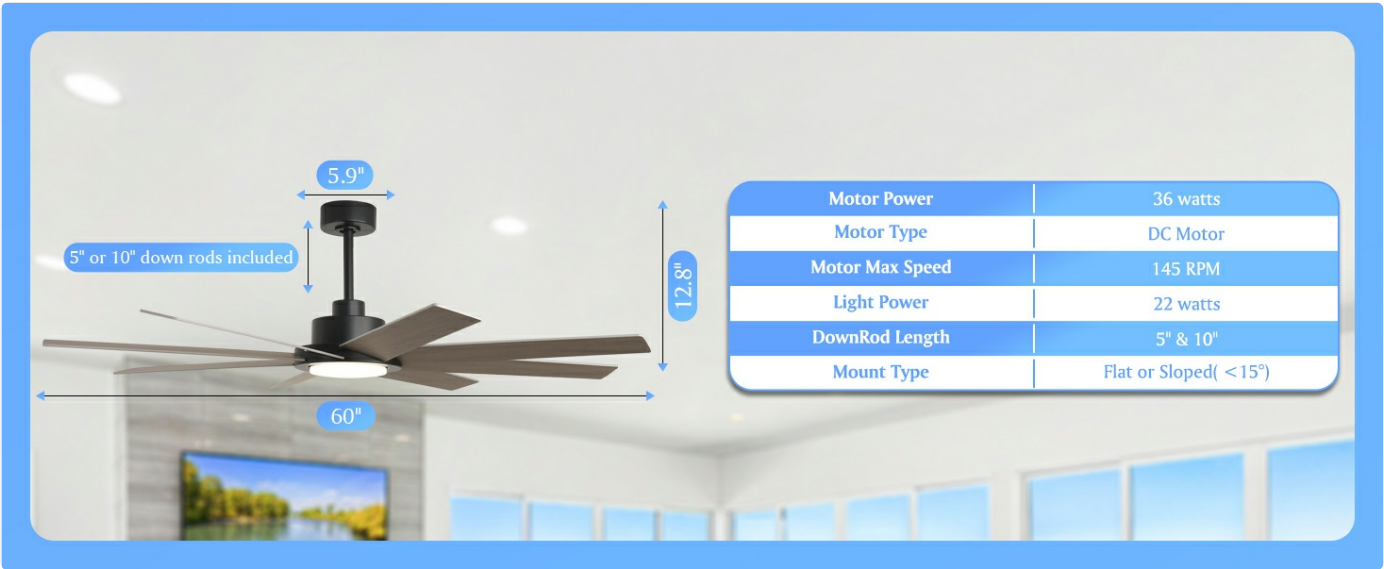 5.9"
5" or 10" down rods included
12.8"
60"
Motor Power 36 watts
Motor Type DC Motor
Motor Max Speed 145 RPM
Light Power 22 watts
DownRod Length 5" & 10"
Mount Type Flat or Sloped( <15°)